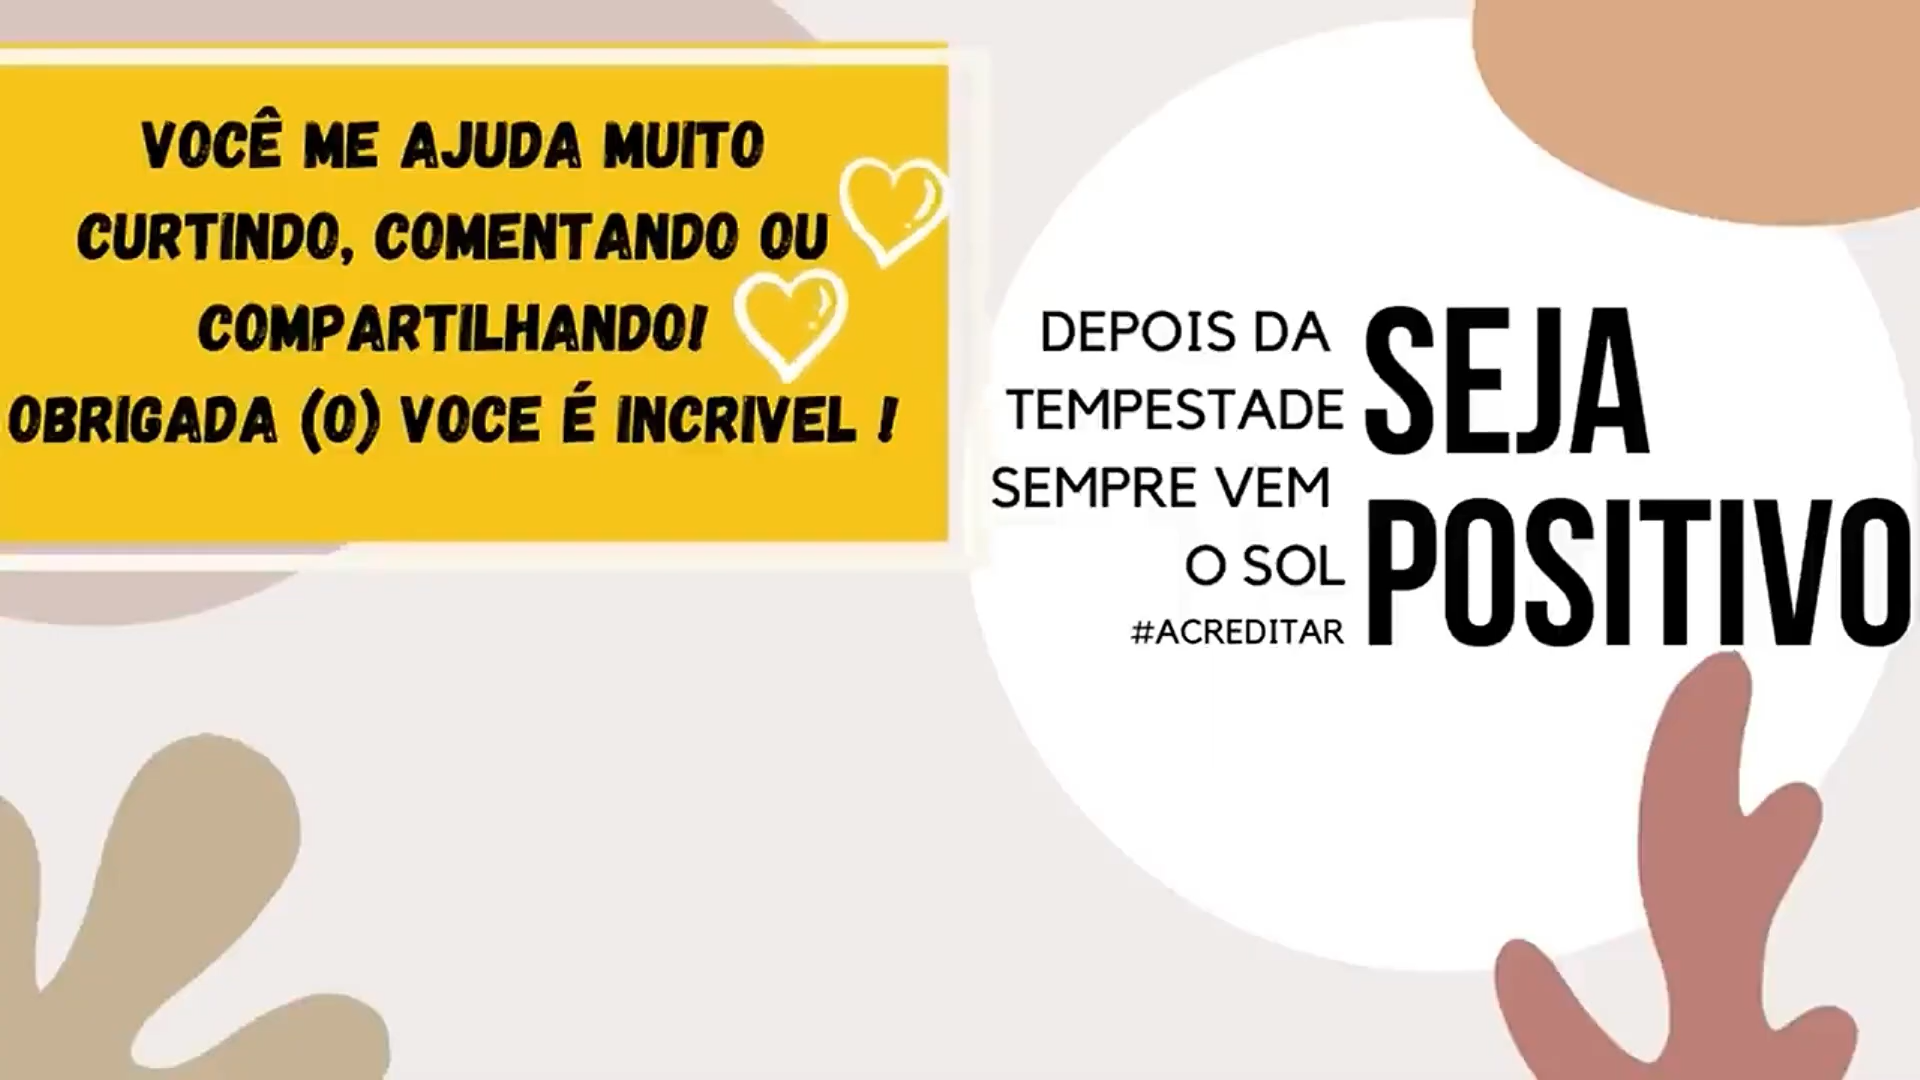 VOCÊ ME AJUDA MUITO
CURTINDO, COMENTANDO OU
COMPARTILHANDO!
OBRIGADA (O) VOCE É INCRIVEL !
DEPOIS DA
TEMPESTADE
SEMPRE VEM
O SOL
#ACREDITAR
SEJA
POSITIVO